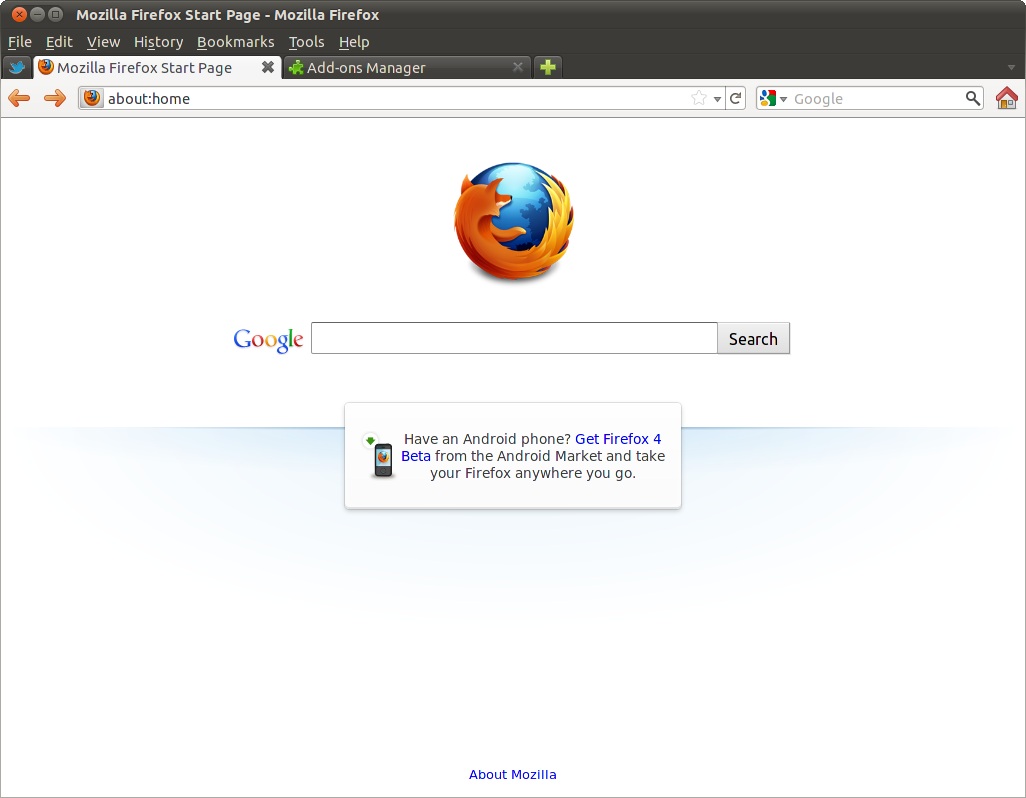 Mozilla Firefox Start Page - Mozilla Firefox
File Edit View History Bookmarks Tools Help
Mozilla Firefox Start Page Add-ons Manager
about:home Google
Google Search
Have an Android phone? Get Firefox 4
Beta from the Android Market and take
your Firefox anywhere you go.
About Mozilla